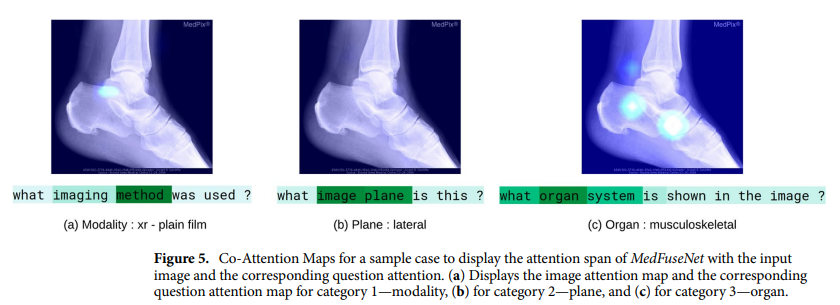 MedPix
MedPix
MedPix
what imaging method was used ?
what image plane is this ?
what organ system is shown in the image ?
(a) Modality : xr - plain film
(b) Plane : lateral
(c) Organ : musculoskeletal
Figure 5. Co-Attention Maps for a sample case to display the attention span of MedFuseNet with the input
image and the corresponding question attention. (a) Displays the image attention map and the corresponding
question attention map for category 1—modality, (b) for category 2—plane, and (c) for category 3—organ.